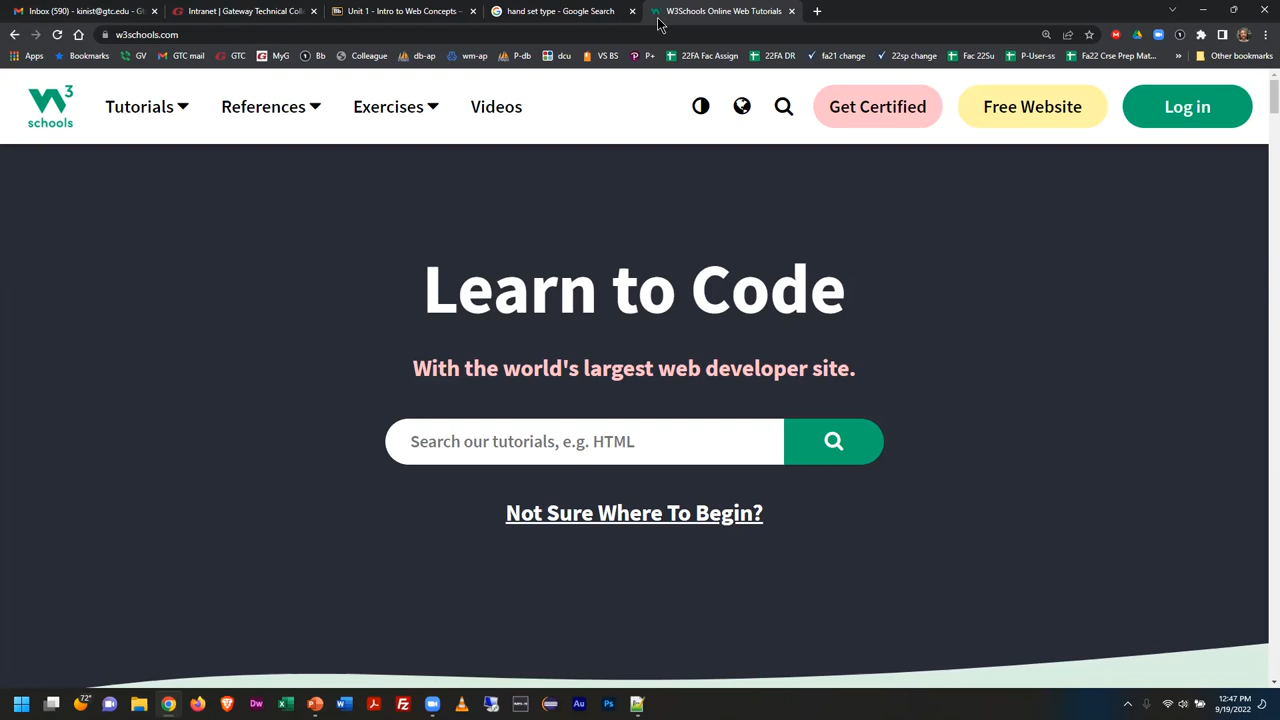 Inbox (590) - kinist@gtc.edu - Gt
Intranet | Gateway Technical Coll
Unit 1 - Intro to Web Concepts –
hand set type - Google Search
W3Schools Online Web Tutorials
w3schools.com
Apps
Bookmarks
GV
GTC mail
GTC
MyG
Bb
Colleague
db-ap
wm-ap
P-db
dcu
VS BS
P+
22FA Fac Assign
22FA DR
fa21 change
22sp change
Fac 22Su
P-User-ss
Fa22 Crse Prep Mat...
»
Other bookmarks
W3
schools
Tutorials
References
Exercises
Videos
Get Certified
Free Website
Log in
Learn to Code
With the world's largest web developer site.
Search our tutorials, e.g. HTML
Not Sure Where To Begin?
72°
12:47 PM
9/19/2022